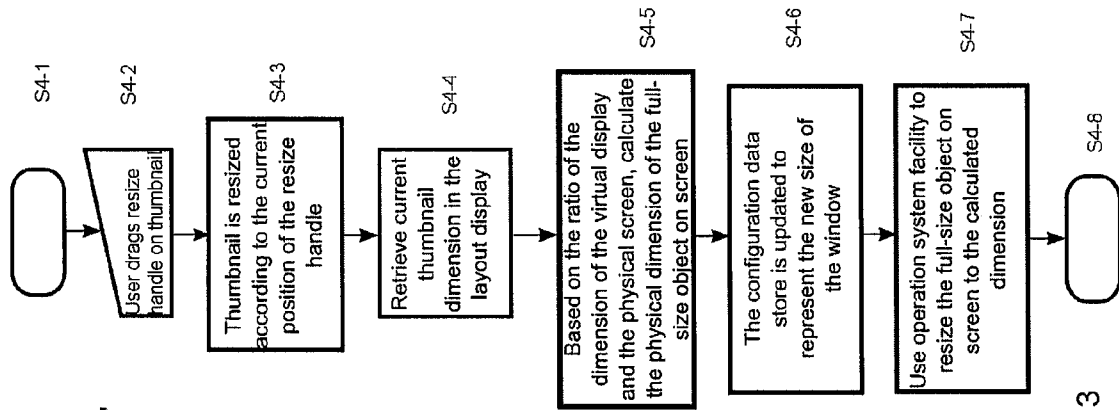 S4-1
User drags resize
handle on thumbnail
S4-2
Thumbnail is resized
according to the current
position of the resize
handle
S4-3
Retrieve current
thumbnail
dimension in the
layout display
S4-4
Based on the ratio of the
dimension of the virtual display
and the physical screen, calculate
the physical dimension of the full-
size object on screen
S4-5
The configuration data
store is updated to
represent the new size of
the window
S4-6
Use operation system facility to
resize the full-size object on
screen to the calculated
dimension
S4-7
S4-8
3